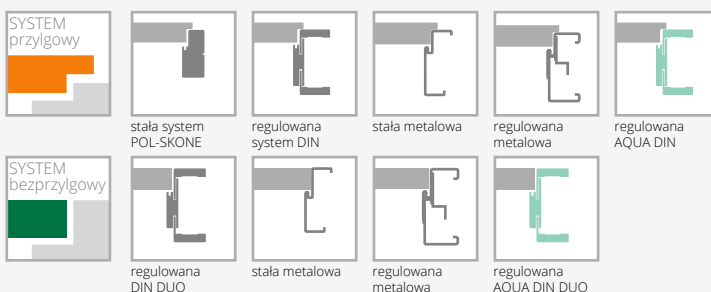 SYSTEM
przylgowy
stała system
POL-SKONE
regulowana
system DIN
stała metalowa
regulowana
metalowa
regulowana
AQUA DIN
SYSTEM
bezprzylgowy
regulowana
DIN DUO
stała metalowa
regulowana
metalowa
regulowana
AQUA DIN DUO